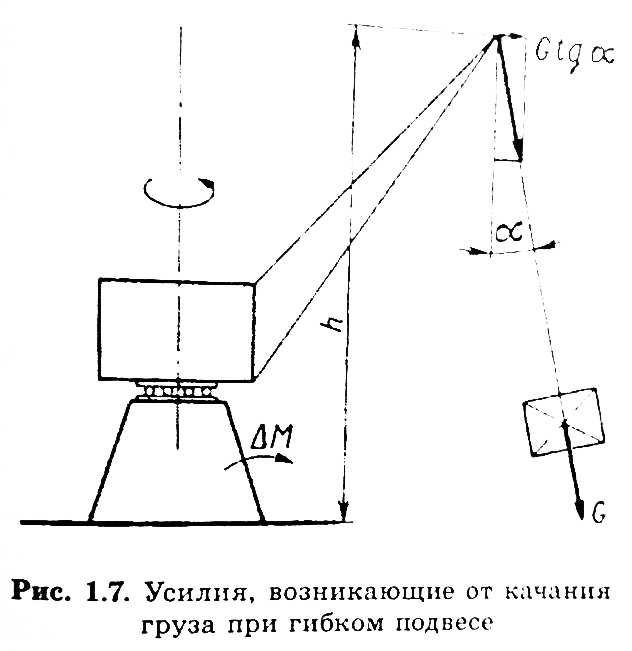 G tg α
α
h
ΔM
G
Рис. 1.7. Усилия, возникающие от качания
груза при гибком подвесе